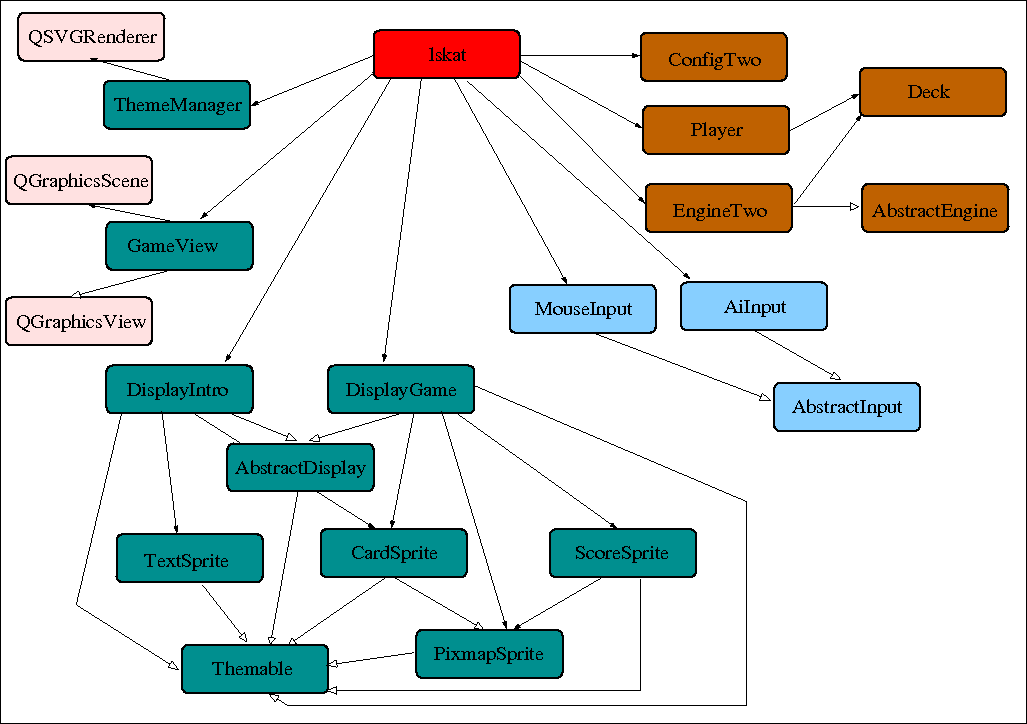 QSVGRenderer
lskat
ConfigTwo
ThemeManager
Deck
Player
QGraphicsScene
EngineTwo
AbstractEngine
GameView
QGraphicsView
MouseInput
AiInput
DisplayIntro
DisplayGame
AbstractInput
AbstractDisplay
TextSprite
CardSprite
ScoreSprite
Themable
PixmapSprite